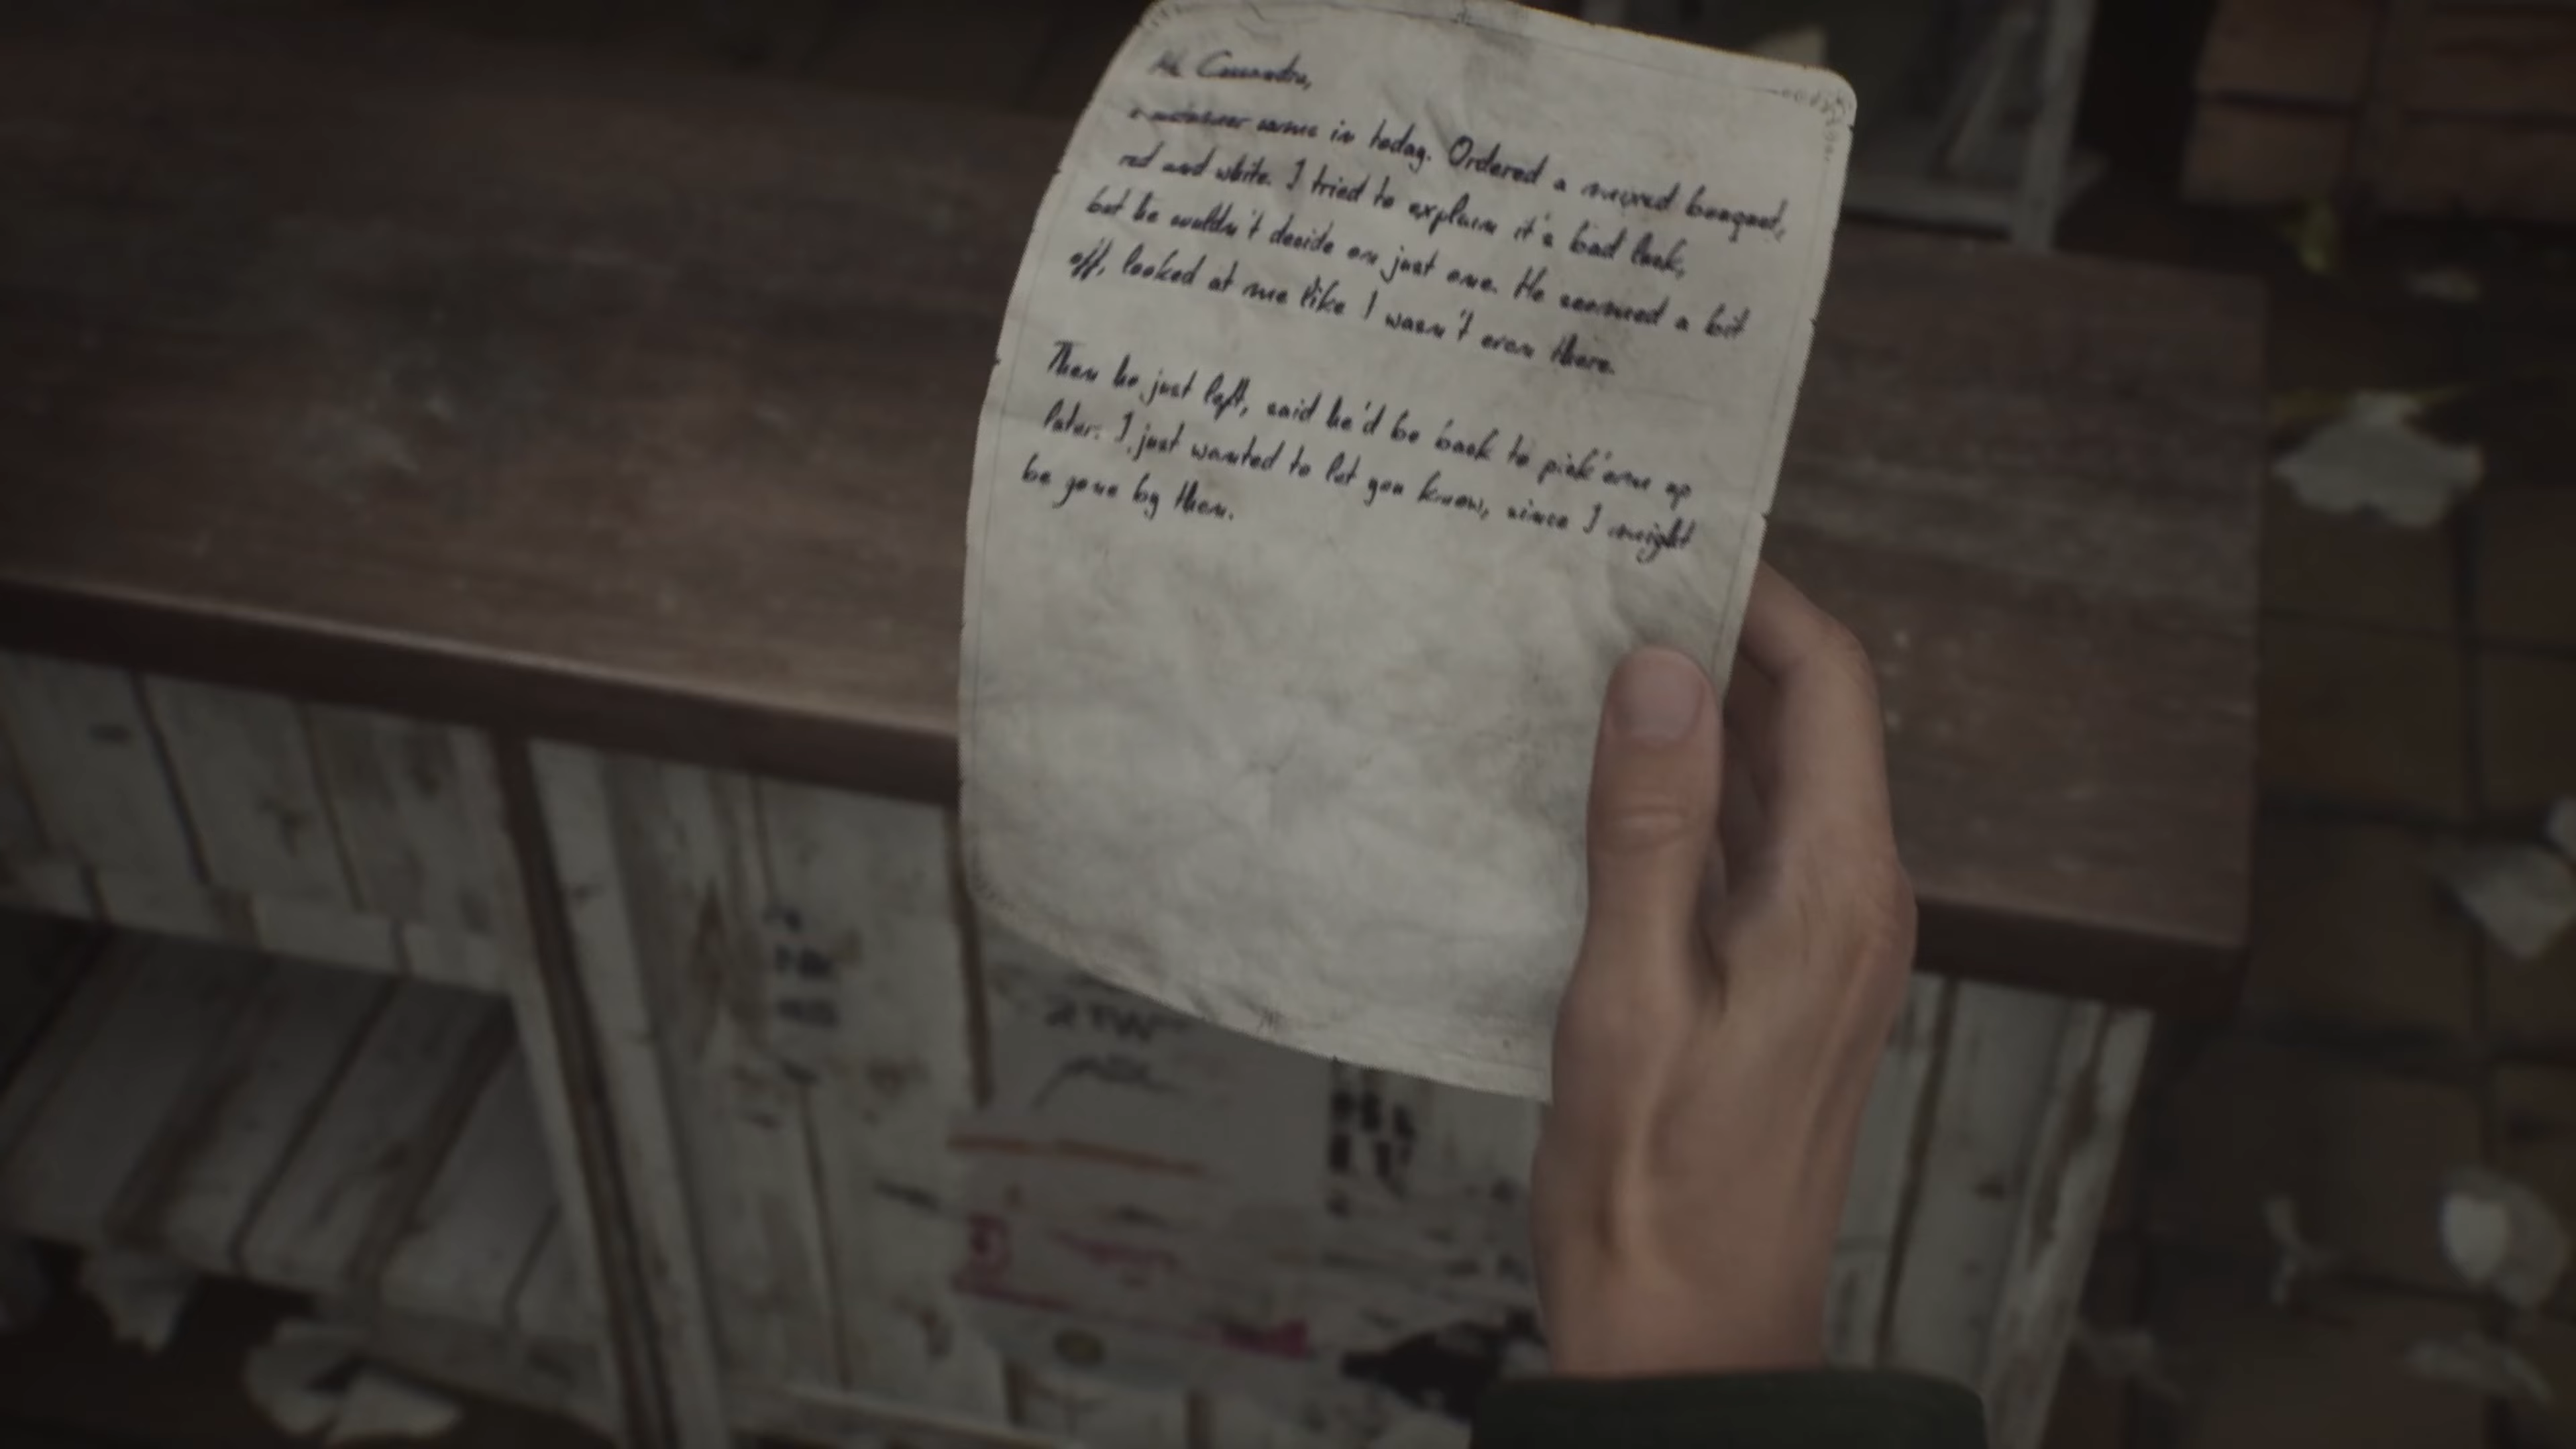 Hi Cassandra,
a customer came in today. Ordered a mixed bouquet,
red and white. I tried to explain it's bad luck,
but he wouldn't decide on just one. He seemed a bit
off, looked at me like I wasn't even there.
Then he just left, said he'd be back to pick'em up
later. I just wanted to let you know, since I might
be gone by then.